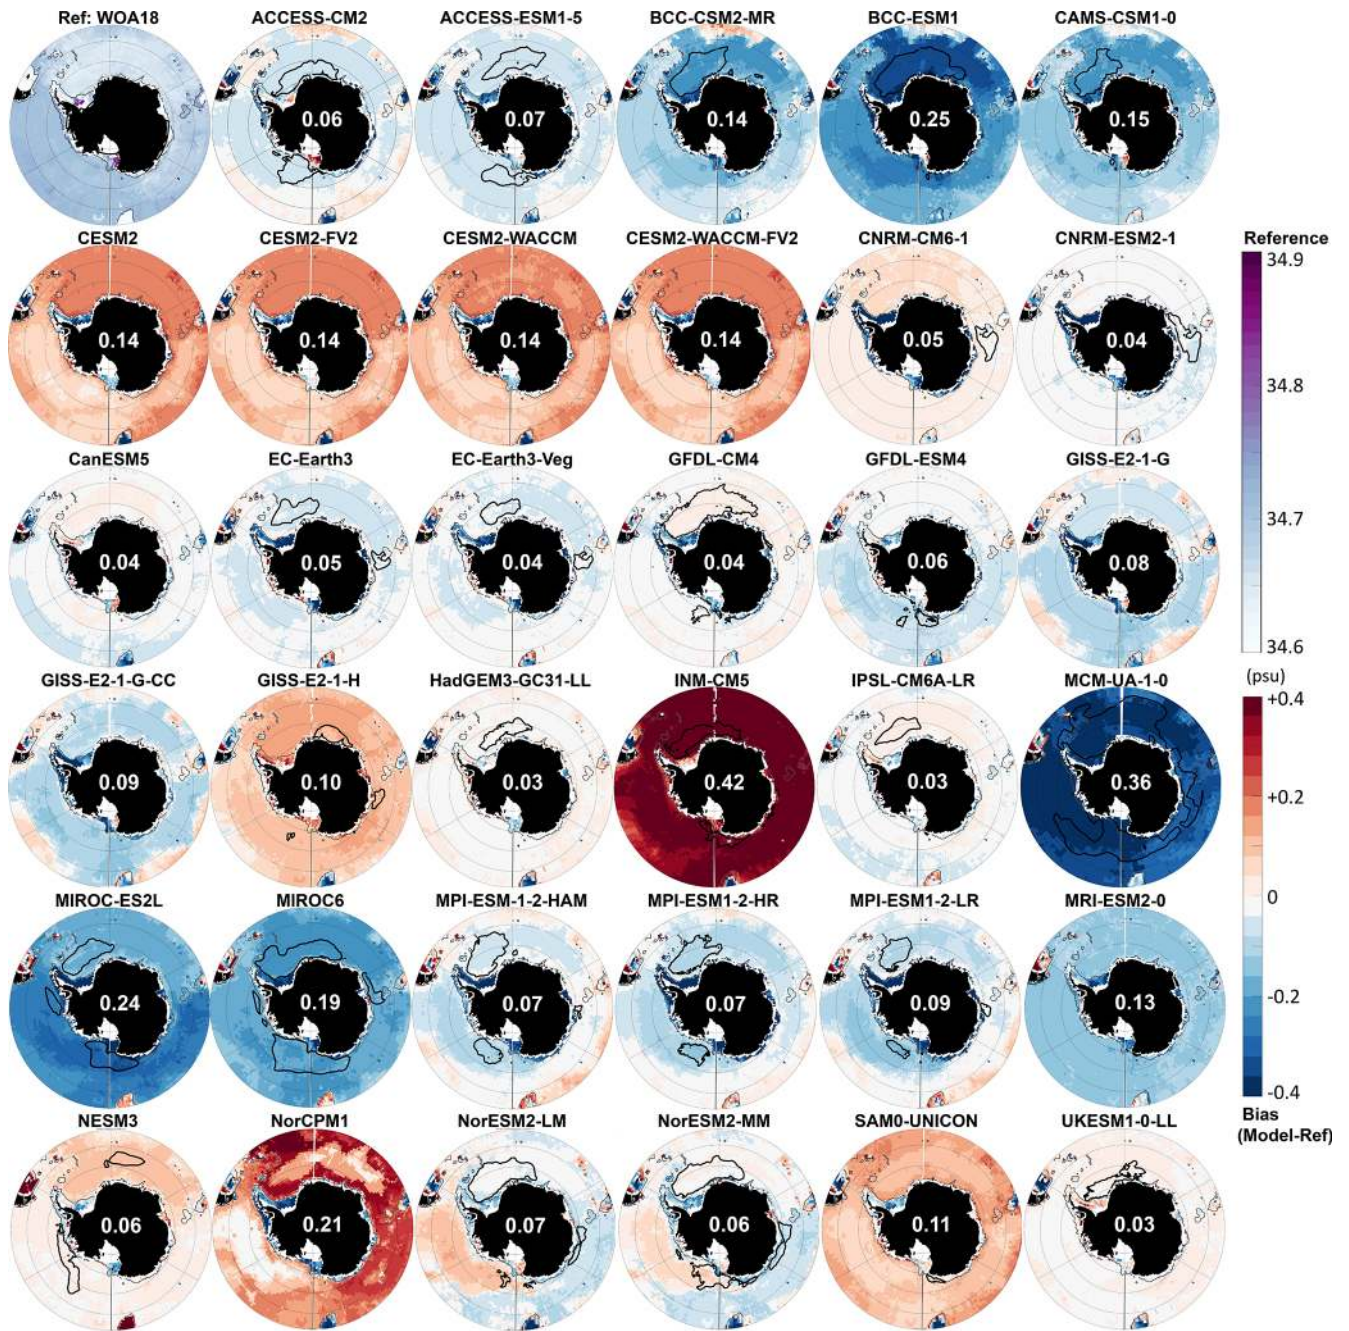 Ref: WOA18 ACCESS-CM2 ACCESS-ESM1-5 BCC-CSM2-MR BCC-ESM1 CAMS-CSM1-0
0.06 0.07 0.14 0.25 0.15
CESM2 CESM2-FV2 CESM2-WACCM CESM2-WACCM-FV2 CNRM-CM6-1 CNRM-ESM2-1
Reference
34.9
0.14 0.14 0.14 0.14 0.05 0.04
34.8
CanESM5 EC-Earth3 EC-Earth3-Veg GFDL-CM4 GFDL-ESM4 GISS-E2-1-G
34.7
0.04 0.05 0.04 0.04 0.06 0.08
34.6
(psu)
GISS-E2-1-G-CC GISS-E2-1-H HadGEM3-GC31-LL INM-CM5 IPSL-CM6A-LR MCM-UA-1-0
+0.4
0.09 0.10 0.03 0.42 0.03 0.36
+0.2
0
MIROC-ES2L MIROC6 MPI-ESM-1-2-HAM MPI-ESM1-2-HR MPI-ESM1-2-LR MRI-ESM2-0
0.24 0.19 0.07 0.07 0.09 0.13
-0.2
-0.4
Bias
(Model-Ref)
NESM3 NorCPM1 NorESM2-LM NorESM2-MM SAM0-UNICON UKESM1-0-LL
0.06 0.21 0.07 0.06 0.11 0.03